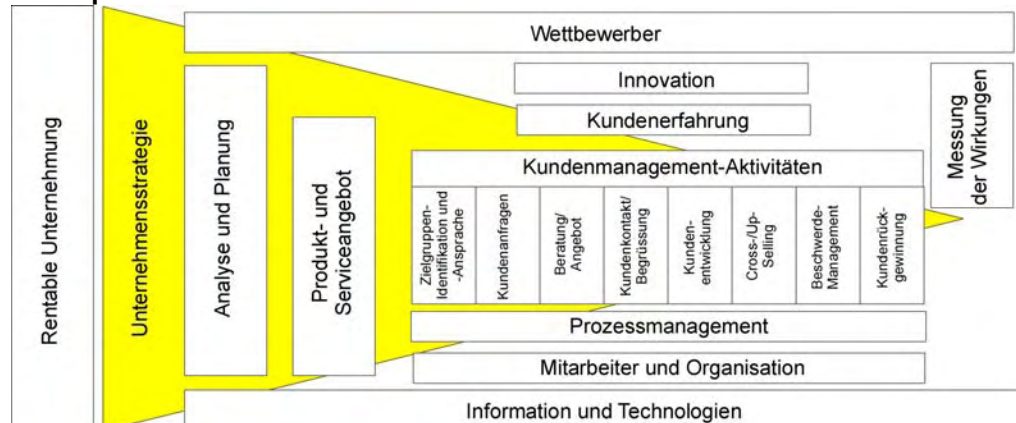 Wettbewerber
Innovation
Kundenerfahrung
Rentable Unternehmung
Unternehmensstrategie
Analyse und Planung
Produkt- und
Serviceangebot
Kundenmanagement-Aktivitäten
Zielgruppen-
Identifikation und
-Ansprache
Kundenanfragen
Beratung/
Angebot
Kundenkontakt/
Begrüssung
Kunden-
entwicklung
Cross-/Up-
Selling
Beschwerde-
Management
Kundenrück-
gewinnung
Messung
der Wirkungen
Prozessmanagement
Mitarbeiter und Organisation
Information und Technologien